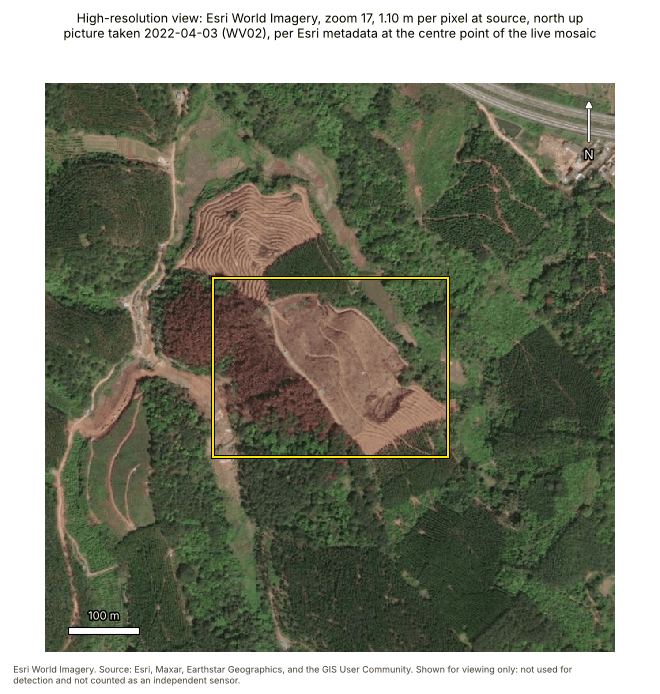 High-resolution view: Esri World Imagery, zoom 17, 1.10 m per pixel at source, north up
picture taken 2022-04-03 (WV02), per Esri metadata at the centre point of the live mosaic
N
100 m
Esri World Imagery. Source: Esri, Maxar, Earthstar Geographics, and the GIS User Community. Shown for viewing only: not used for
detection and not counted as an independent sensor.